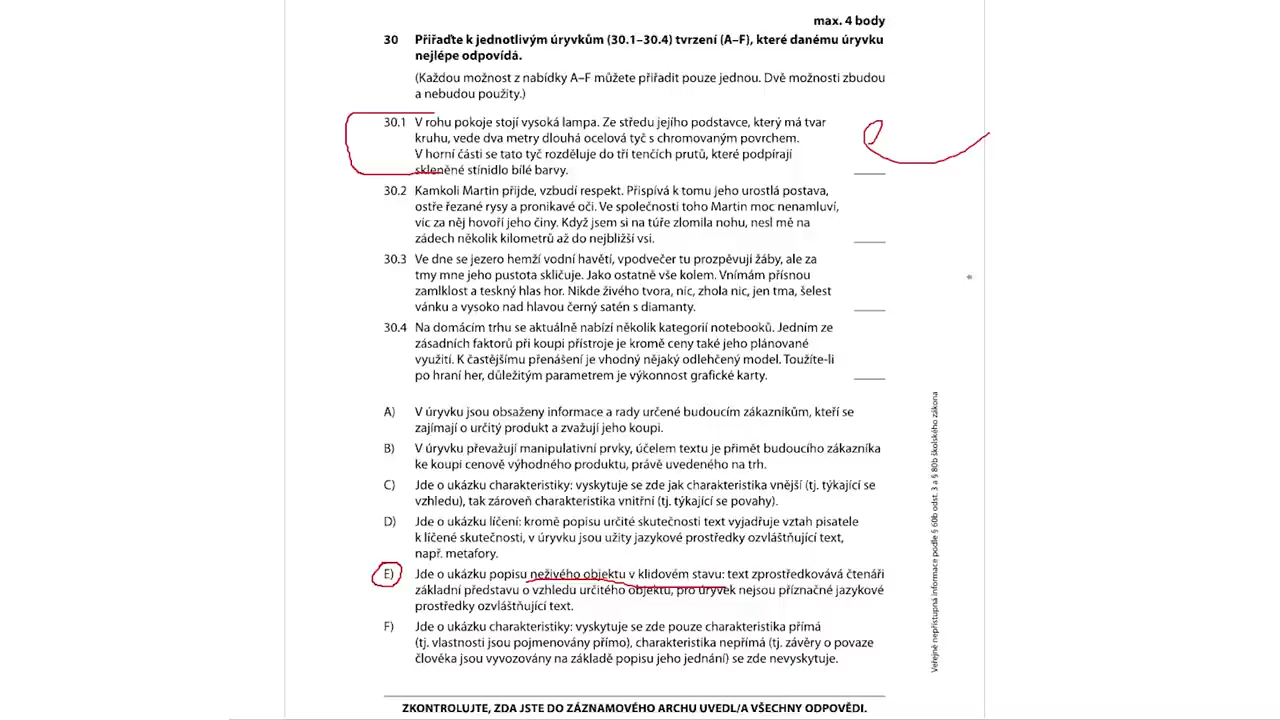 max. 4 body
30 Přiřaďte k jednotlivým úryvkům (30.1–30.4) tvrzení (A–F), které danému úryvku
nejlépe odpovídá.
(Každou možnost z nabídky A–F můžete přiřadit pouze jednou. Dvě možnosti zbudou
a nebudou použity.)
30.1 V rohu pokoje stojí vysoká lampa. Ze středu jejího podstavce, který má tvar
kruhu, vede dva metry dlouhá ocelová tyč s chromovaným povrchem.
V horní části se tato tyč rozděluje do tří tenčích prutů, které podpírají
skleněné stínidlo bílé barvy.
30.2 Kamkoli Martin přijde, vzbudí respekt. Přispívá k tomu jeho urostlá postava,
ostře řezané rysy a pronikavé oči. Ve společnosti toho Martin moc nenamluví,
víc za něj hovoří jeho činy. Když jsem si na túře zlomila nohu, nesl mě na
zádech několik kilometrů až do nejbližší vsi.
30.3 Ve dne se jezero hemží vodní havětí, vpodvečer tu prozpěvují žáby, ale za
tmy mne jeho pustota skličuje. Jako ostatně vše kolem. Vnímám přísnou
zamlklost a teskný hlas hor. Nikde živého tvora, nic, zhola nic, jen tma, šelest
vánku a vysoko nad hlavou černý satén s diamanty.
30.4 Na domácím trhu se aktuálně nabízí několik kategorií notebooků. Jedním ze
zásadních faktorů při koupi přístroje je kromě ceny také jeho plánované
využití. K častějšímu přenášení je vhodný nějaký odlehčený model. Toužíte-li
po hraní her, důležitým parametrem je výkonnost grafické karty.
A) V úryvku jsou obsaženy informace a rady určené budoucím zákazníkům, kteří se
zajímají o určitý produkt a zvažují jeho koupi.
B) V úryvku převažují manipulativní prvky, účelem textu je přimět budoucího zákazníka
ke koupi cenově výhodného produktu, právě uvedeného na trh.
C) Jde o ukázku charakteristiky: vyskytuje se zde jak charakteristika vnější (tj. týkající se
vzhledu), tak zároveň charakteristika vnitřní (tj. týkající se povahy).
D) Jde o ukázku líčení: kromě popisu určité skutečnosti text vyjadřuje vztah pisatele
k líčené skutečnosti, v úryvku jsou užity jazykové prostředky ozvláštňující text,
např. metafory.
E) Jde o ukázku popisu neživého objektu v klidovém stavu: text zprostředkovává čtenáři
základní představu o vzhledu určitého objektu, pro úryvek nejsou příznačné jazykové
prostředky ozvláštňující text.
F) Jde o ukázku charakteristiky: vyskytuje se zde pouze charakteristika přímá
(tj. vlastnosti jsou pojmenovány přímo), charakteristika nepřímá (tj. závěry o povaze
člověka jsou vyvozovány na základě popisu jeho jednání) se zde nevyskytuje.
Veřejně nepřístupná informace podle § 60b odst. 3 a § 80b školského zákona
ZKONTROLUJTE, ZDA JSTE DO ZÁZNAMOVÉHO ARCHU UVEDL/A VŠECHNY ODPOVĚDI.